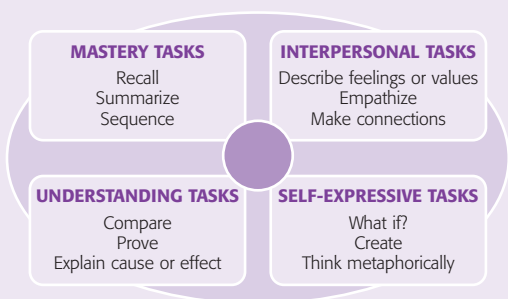 MASTERY TASKS
Recall
Summarize
Sequence
INTERPERSONAL TASKS
Describe feelings or values
Empathize
Make connections
UNDERSTANDING TASKS
Compare
Prove
Explain cause or effect
SELF-EXPRESSIVE TASKS
What if?
Create
Think metaphorically